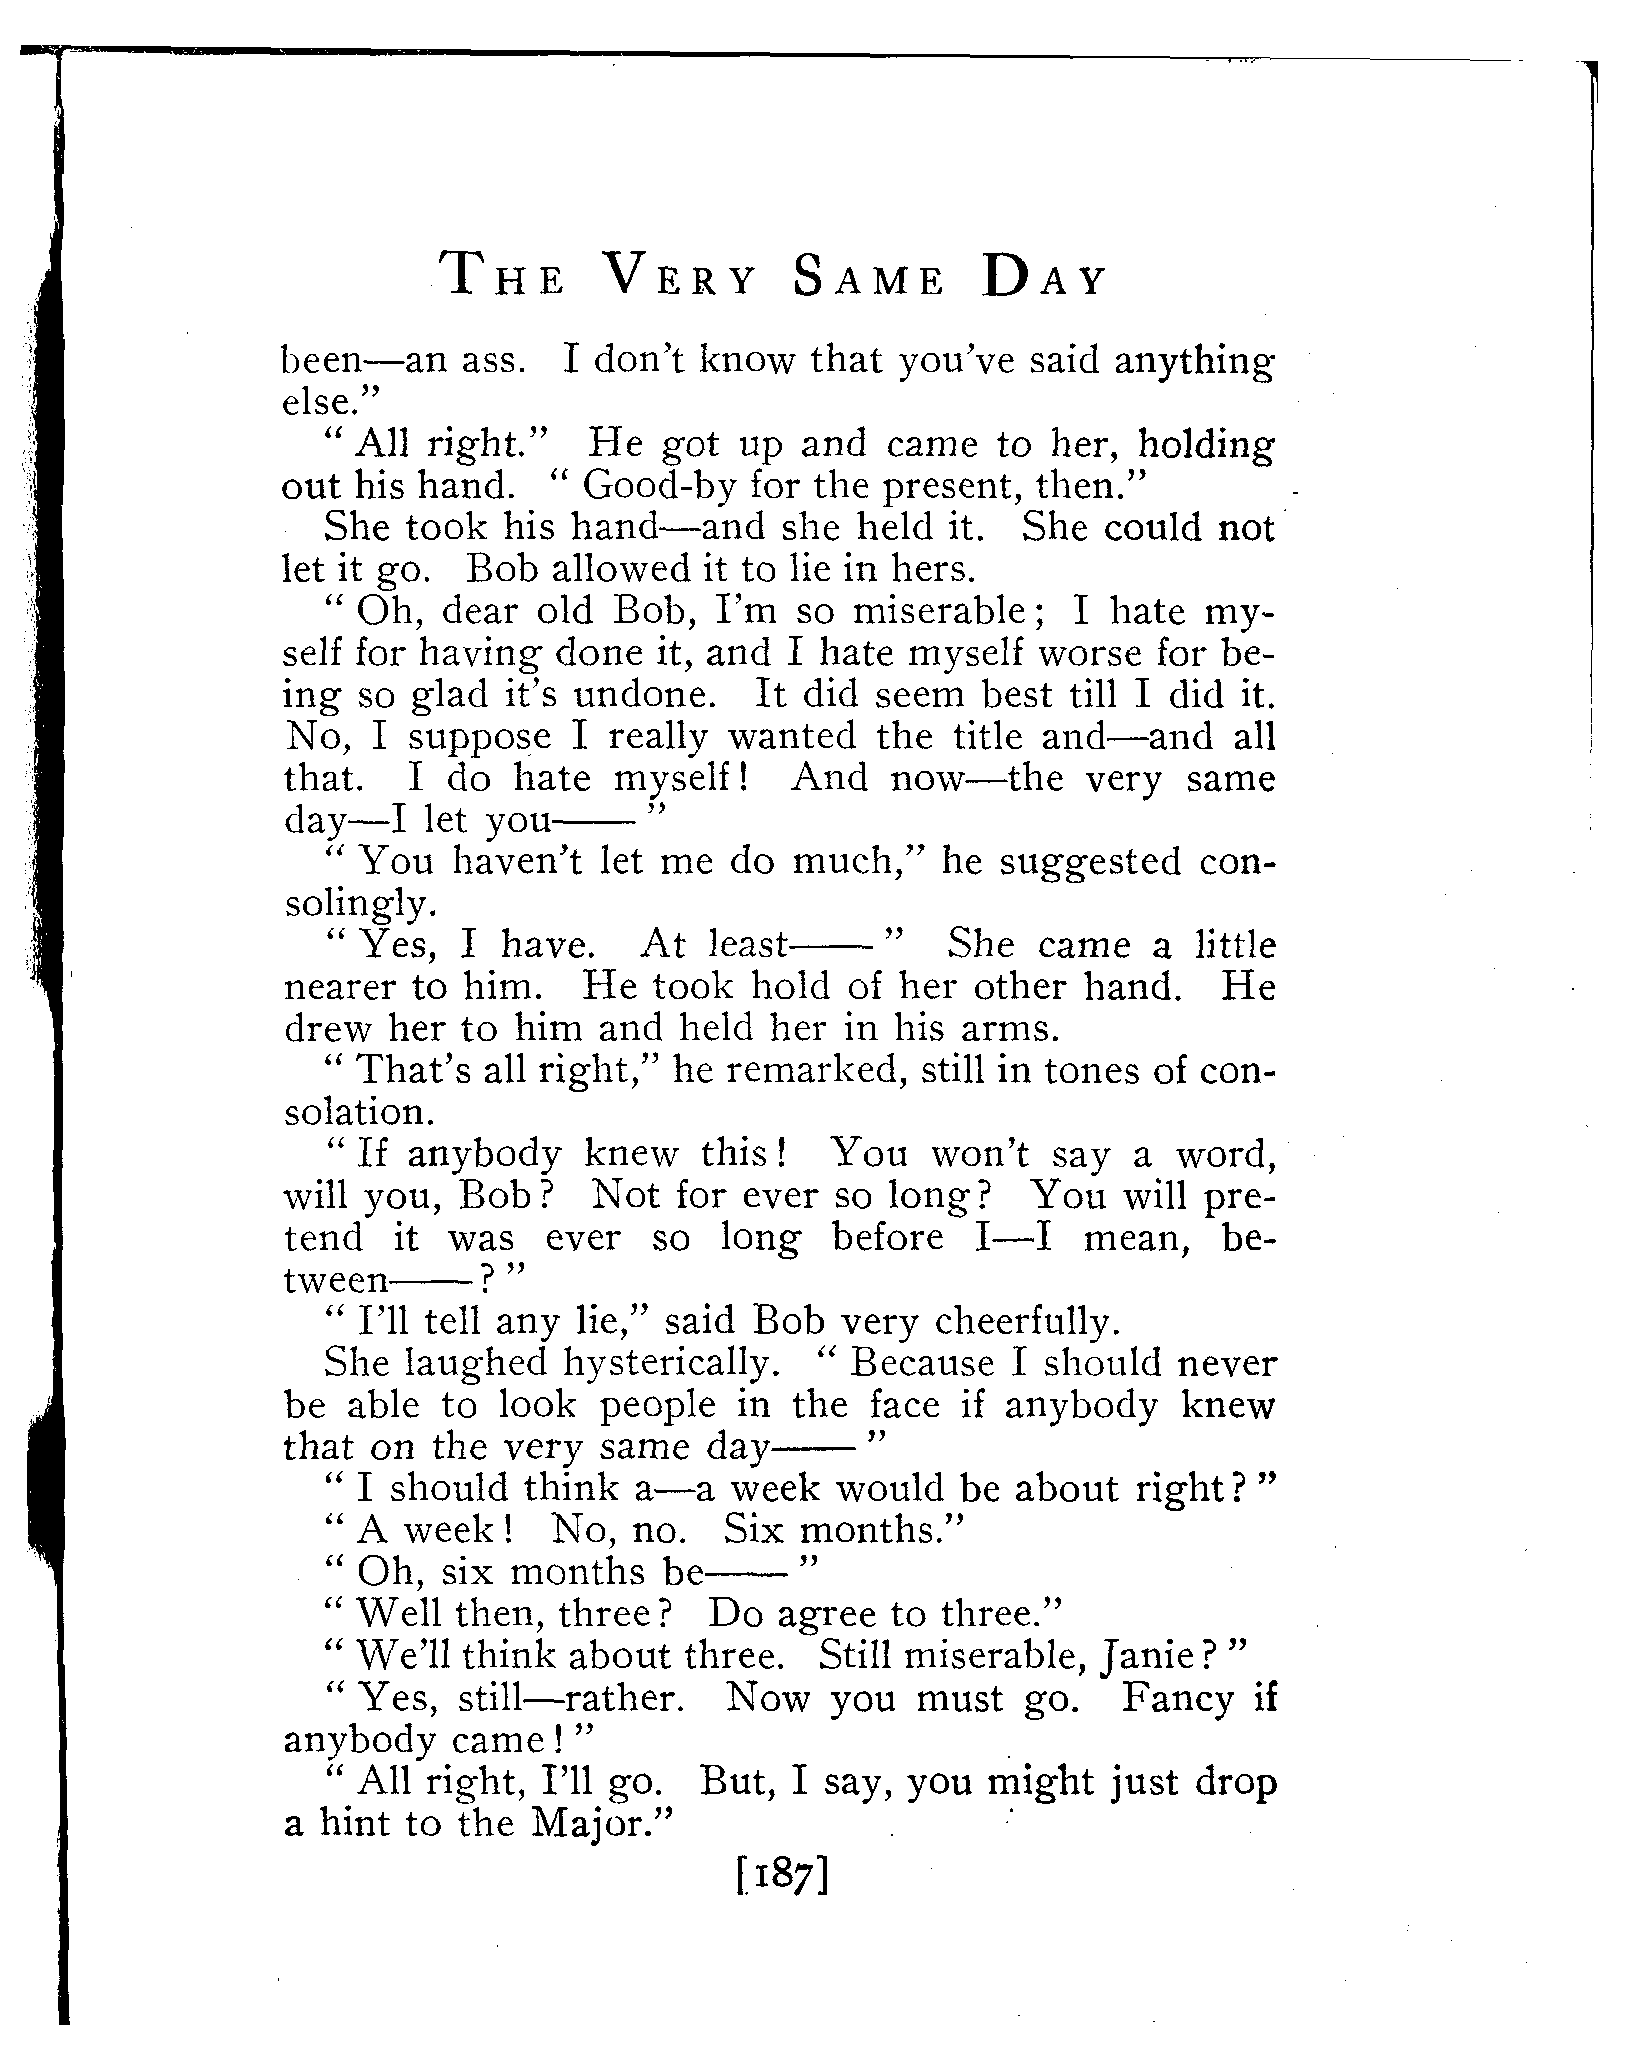 THE VERY SAME DAY
been—an ass. I don't know that you've said anything
else."
" All right." He got up and came to her, holding
out his hand. " Good-by for the present, then."
She took his hand—and she held it. She could not
let it go. Bob allowed it to lie in hers.
" Oh, dear old Bob, I'm so miserable; I hate my-
self for having done it, and I hate myself worse for be-
ing so glad it's undone. It did seem best till I did it.
No, I suppose I really wanted the title and—and all
that. I do hate myself! And now—the very same
day—I let you—— "
" You haven't let me do much," he suggested con-
solingly.
" Yes, I have. At least—— " She came a little
nearer to him. He took hold of her other hand. He
drew her to him and held her in his arms.
" That's all right," he remarked, still in tones of con-
solation.
" If anybody knew this! You won't say a word,
will you, Bob? Not for ever so long? You will pre-
tend it was ever so long before I—I mean, be-
tween——? "
" I'll tell any lie," said Bob very cheerfully.
She laughed hysterically. " Because I should never
be able to look people in the face if anybody knew
that on the very same day—— "
" I should think a—a week would be about right? "
" A week! No, no. Six months."
" Oh, six months be—— "
" Well then, three? Do agree to three."
" We'll think about three. Still miserable, Janie? "
" Yes, still—rather. Now you must go. Fancy if
anybody came! "
" All right, I'll go. But, I say, you might just drop
a hint to the Major."
[187]